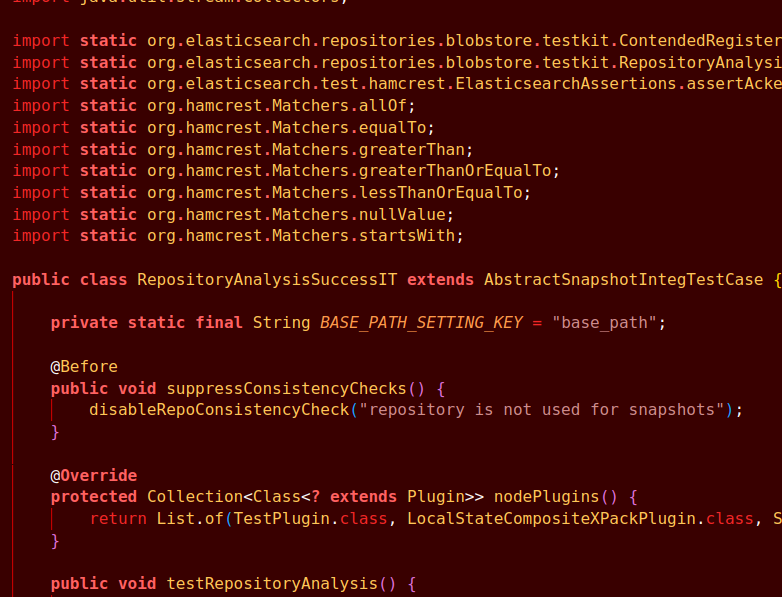 import java.util.stream.Collectors;
import static org.elasticsearch.repositories.blobstore.testkit.ContendedRegister
import static org.elasticsearch.repositories.blobstore.testkit.RepositoryAnalysi
import static org.elasticsearch.test.hamcrest.ElasticsearchAssertions.assertAcke
import static org.hamcrest.Matchers.allOf;
import static org.hamcrest.Matchers.equalTo;
import static org.hamcrest.Matchers.greaterThan;
import static org.hamcrest.Matchers.greaterThanOrEqualTo;
import static org.hamcrest.Matchers.lessThanOrEqualTo;
import static org.hamcrest.Matchers.nullValue;
import static org.hamcrest.Matchers.startsWith;
public class RepositoryAnalysisSuccessIT extends AbstractSnapshotIntegTestCase {
private static final String BASE_PATH_SETTING_KEY = "base_path";
@Before
public void suppressConsistencyChecks() {
disableRepoConsistencyCheck("repository is not used for snapshots");
}
@Override
protected Collection<Class<? extends Plugin>> nodePlugins() {
return List.of(TestPlugin.class, LocalStateCompositeXPackPlugin.class, S
}
public void testRepositoryAnalysis() {